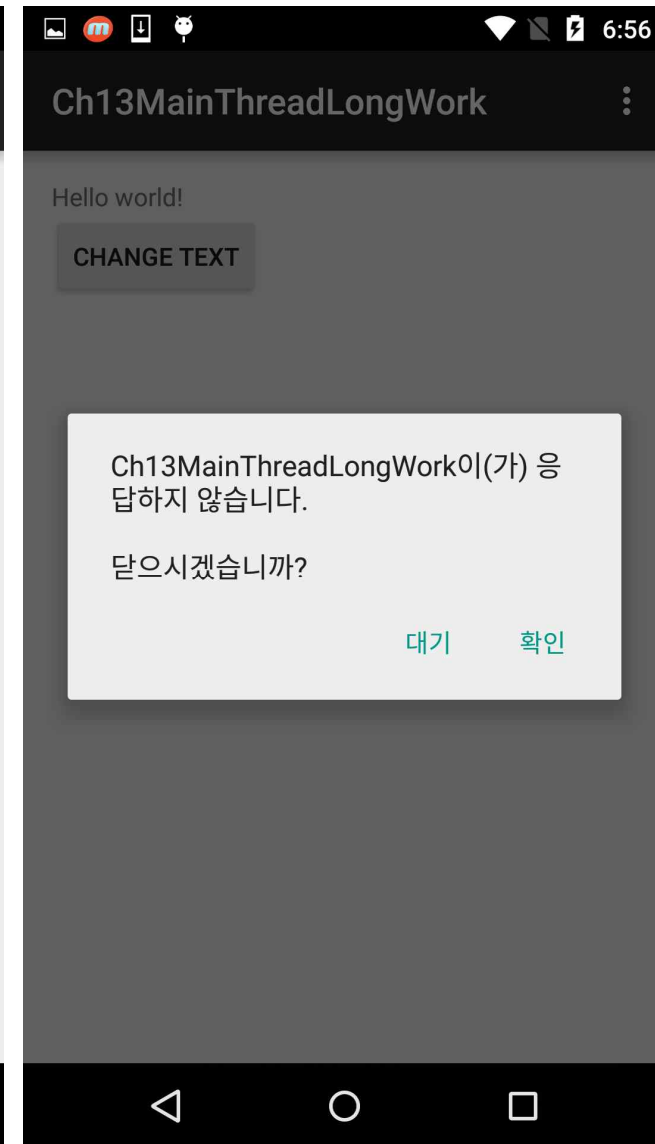 6:56
Ch13MainThreadLongWork
Hello world!
CHANGE TEXT
Ch13MainThreadLongWork이(가) 응
답하지 않습니다.
닫으시겠습니까?
대기 확인